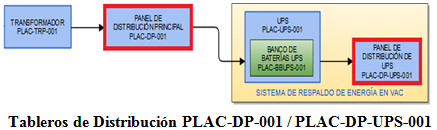 TRANSFORMADOR
PLAC-TRP-001
PANEL DE
DISTRIBUCIÓN PRINCIPAL
PLAC-DP-001
UPS
PLAC-UPS-001
BANCO DE
BATERÍAS UPS
PLAC-BBUPS-001
PANEL DE
DISTRIBUCIÓN DE
UPS
PLAC-DP-UPS-001
SISTEMA DE RESPALDO DE ENERGÍA EN VAC
Tableros de Distribución PLAC-DP-001 / PLAC-DP-UPS-001